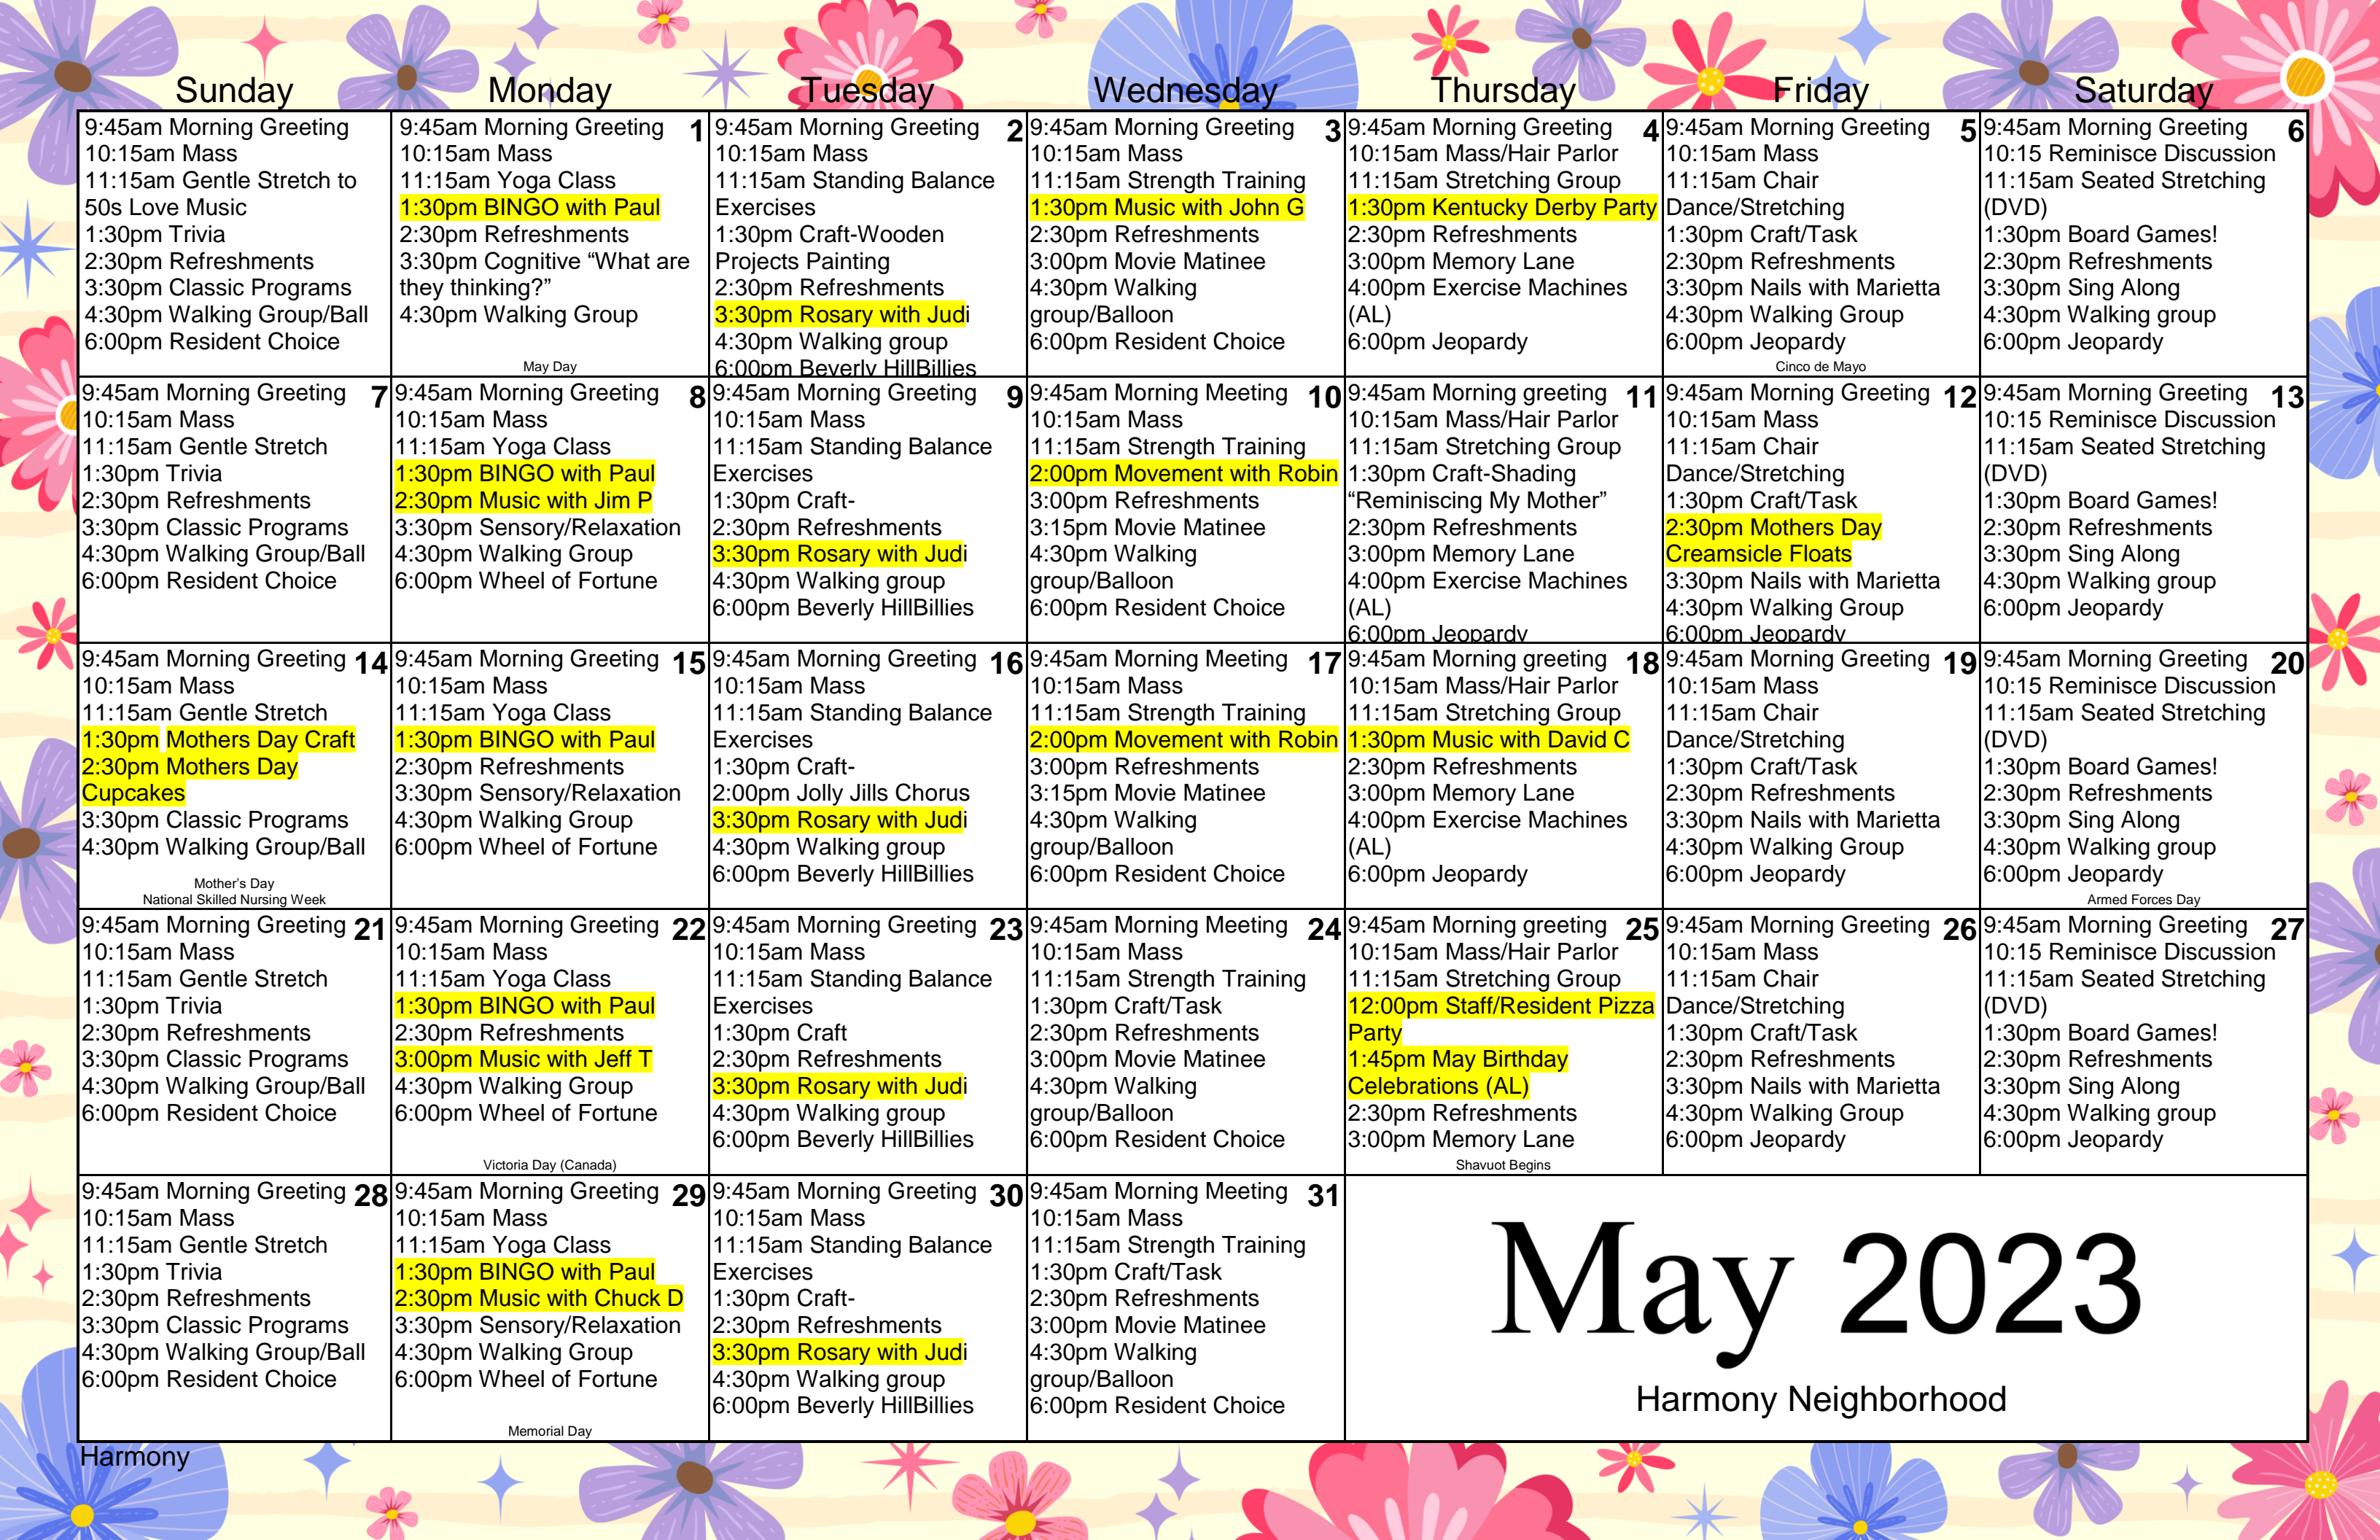 Sunday Monday Tuesday Wednesday Thursday Friday Saturday
9:45am Morning Greeting
10:15am Mass
11:15am Gentle Stretch to
50s Love Music
1:30pm Trivia
2:30pm Refreshments
3:30pm Classic Programs
4:30pm Walking Group/Ball
6:00pm Resident Choice
9:45am Morning Greeting 1
10:15am Mass
11:15am Yoga Class
1:30pm BINGO with Paul
2:30pm Refreshments
3:30pm Cognitive “What are
they thinking?”
4:30pm Walking Group
May Day
9:45am Morning Greeting 2
10:15am Mass
11:15am Standing Balance
Exercises
1:30pm Craft-Wooden
Projects Painting
2:30pm Refreshments
3:30pm Rosary with Judi
4:30pm Walking group
6:00pm Beverly HillBillies
9:45am Morning Greeting 3
10:15am Mass
11:15am Strength Training
1:30pm Music with John G
2:30pm Refreshments
3:00pm Movie Matinee
4:30pm Walking
group/Balloon
6:00pm Resident Choice
9:45am Morning Greeting 4
10:15am Mass/Hair Parlor
11:15am Stretching Group
1:30pm Kentucky Derby Party
2:30pm Refreshments
3:00pm Memory Lane
4:00pm Exercise Machines
(AL)
6:00pm Jeopardy
9:45am Morning Greeting 5
10:15am Mass
11:15am Chair
Dance/Stretching
1:30pm Craft/Task
2:30pm Refreshments
3:30pm Nails with Marietta
4:30pm Walking Group
6:00pm Jeopardy
Cinco de Mayo
9:45am Morning Greeting 6
10:15 Reminisce Discussion
11:15am Seated Stretching
(DVD)
1:30pm Board Games!
2:30pm Refreshments
3:30pm Sing Along
4:30pm Walking group
6:00pm Jeopardy
9:45am Morning Greeting 7
10:15am Mass
11:15am Gentle Stretch
1:30pm Trivia
2:30pm Refreshments
3:30pm Classic Programs
4:30pm Walking Group/Ball
6:00pm Resident Choice
9:45am Morning Greeting 8
10:15am Mass
11:15am Yoga Class
1:30pm BINGO with Paul
2:30pm Music with Jim P
3:30pm Sensory/Relaxation
4:30pm Walking Group
6:00pm Wheel of Fortune
9:45am Morning Greeting 9
10:15am Mass
11:15am Standing Balance
Exercises
1:30pm Craft-
2:30pm Refreshments
3:30pm Rosary with Judi
4:30pm Walking group
6:00pm Beverly HillBillies
9:45am Morning Meeting 10
10:15am Mass
11:15am Strength Training
2:00pm Movement with Robin
3:00pm Refreshments
3:15pm Movie Matinee
4:30pm Walking
group/Balloon
6:00pm Resident Choice
9:45am Morning greeting 11
10:15am Mass/Hair Parlor
11:15am Stretching Group
1:30pm Craft-Shading
“Reminiscing My Mother”
2:30pm Refreshments
3:00pm Memory Lane
4:00pm Exercise Machines
(AL)
6:00pm Jeopardy
9:45am Morning Greeting 12
10:15am Mass
11:15am Chair
Dance/Stretching
1:30pm Craft/Task
2:30pm Mothers Day
Creamsicle Floats
3:30pm Nails with Marietta
4:30pm Walking Group
6:00pm Jeopardy
9:45am Morning Greeting 13
10:15 Reminisce Discussion
11:15am Seated Stretching
(DVD)
1:30pm Board Games!
2:30pm Refreshments
3:30pm Sing Along
4:30pm Walking group
6:00pm Jeopardy
9:45am Morning Greeting 14
10:15am Mass
11:15am Gentle Stretch
1:30pm Mothers Day Craft
2:30pm Mothers Day
Cupcakes
3:30pm Classic Programs
4:30pm Walking Group/Ball
Mother's Day
National Skilled Nursing Week
9:45am Morning Greeting 15
10:15am Mass
11:15am Yoga Class
1:30pm BINGO with Paul
2:30pm Refreshments
3:30pm Sensory/Relaxation
4:30pm Walking Group
6:00pm Wheel of Fortune
9:45am Morning Greeting 16
10:15am Mass
11:15am Standing Balance
Exercises
1:30pm Craft-
2:00pm Jolly Jills Chorus
3:30pm Rosary with Judi
4:30pm Walking group
6:00pm Beverly HillBillies
9:45am Morning Meeting 17
10:15am Mass
11:15am Strength Training
2:00pm Movement with Robin
3:00pm Refreshments
3:15pm Movie Matinee
4:30pm Walking
group/Balloon
6:00pm Resident Choice
9:45am Morning greeting 18
10:15am Mass/Hair Parlor
11:15am Stretching Group
1:30pm Music with David C
2:30pm Refreshments
3:00pm Memory Lane
4:00pm Exercise Machines
(AL)
6:00pm Jeopardy
9:45am Morning Greeting 19
10:15am Mass
11:15am Chair
Dance/Stretching
1:30pm Craft/Task
2:30pm Refreshments
3:30pm Nails with Marietta
4:30pm Walking Group
6:00pm Jeopardy
9:45am Morning Greeting 20
10:15 Reminisce Discussion
11:15am Seated Stretching
(DVD)
1:30pm Board Games!
2:30pm Refreshments
3:30pm Sing Along
4:30pm Walking group
6:00pm Jeopardy
Armed Forces Day
9:45am Morning Greeting 21
10:15am Mass
11:15am Gentle Stretch
1:30pm Trivia
2:30pm Refreshments
3:30pm Classic Programs
4:30pm Walking Group/Ball
6:00pm Resident Choice
9:45am Morning Greeting 22
10:15am Mass
11:15am Yoga Class
1:30pm BINGO with Paul
2:30pm Refreshments
3:00pm Music with Jeff T
4:30pm Walking Group
6:00pm Wheel of Fortune
Victoria Day (Canada)
9:45am Morning Greeting 23
10:15am Mass
11:15am Standing Balance
Exercises
1:30pm Craft
2:30pm Refreshments
3:30pm Rosary with Judi
4:30pm Walking group
6:00pm Beverly HillBillies
9:45am Morning Meeting 24
10:15am Mass
11:15am Strength Training
1:30pm Craft/Task
2:30pm Refreshments
3:00pm Movie Matinee
4:30pm Walking
group/Balloon
6:00pm Resident Choice
9:45am Morning greeting 25
10:15am Mass/Hair Parlor
11:15am Stretching Group
12:00pm Staff/Resident Pizza
Party
1:45pm May Birthday
Celebrations (AL)
2:30pm Refreshments
3:00pm Memory Lane
Shavuot Begins
9:45am Morning Greeting 26
10:15am Mass
11:15am Chair
Dance/Stretching
1:30pm Craft/Task
2:30pm Refreshments
3:30pm Nails with Marietta
4:30pm Walking Group
6:00pm Jeopardy
9:45am Morning Greeting 27
10:15 Reminisce Discussion
11:15am Seated Stretching
(DVD)
1:30pm Board Games!
2:30pm Refreshments
3:30pm Sing Along
4:30pm Walking group
6:00pm Jeopardy
9:45am Morning Greeting 28
10:15am Mass
11:15am Gentle Stretch
1:30pm Trivia
2:30pm Refreshments
3:30pm Classic Programs
4:30pm Walking Group/Ball
6:00pm Resident Choice
9:45am Morning Greeting 29
10:15am Mass
11:15am Yoga Class
1:30pm BINGO with Paul
2:30pm Music with Chuck D
3:30pm Sensory/Relaxation
4:30pm Walking Group
6:00pm Wheel of Fortune
Memorial Day
9:45am Morning Greeting 30
10:15am Mass
11:15am Standing Balance
Exercises
1:30pm Craft-
2:30pm Refreshments
3:30pm Rosary with Judi
4:30pm Walking group
6:00pm Beverly HillBillies
9:45am Morning Meeting 31
10:15am Mass
11:15am Strength Training
1:30pm Craft/Task
2:30pm Refreshments
3:00pm Movie Matinee
4:30pm Walking
group/Balloon
6:00pm Resident Choice
May 2023
Harmony Neighborhood
Harmony